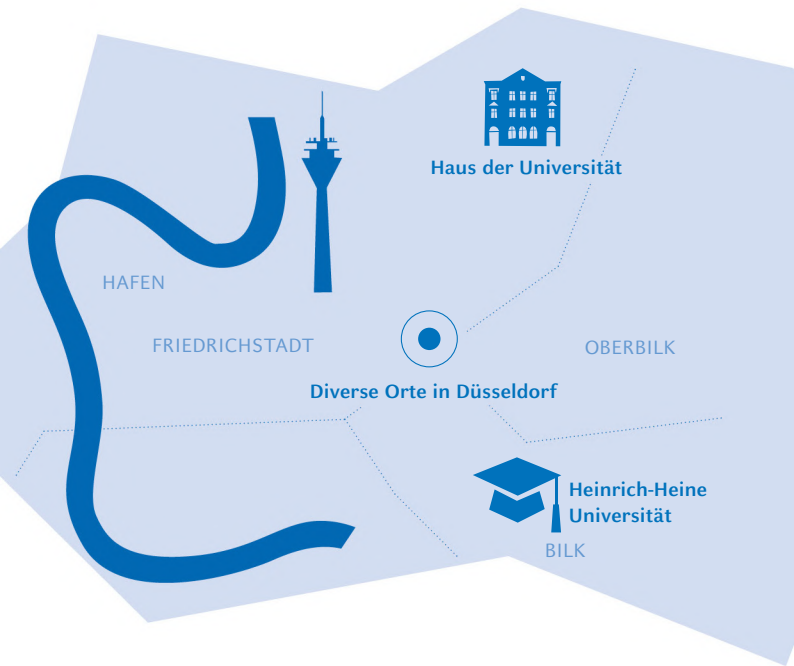 Haus der Universität
HAFEN
FRIEDRICHSTADT
OBERBILK
Diverse Orte in Düsseldorf
Heinrich-Heine
Universität
BILK